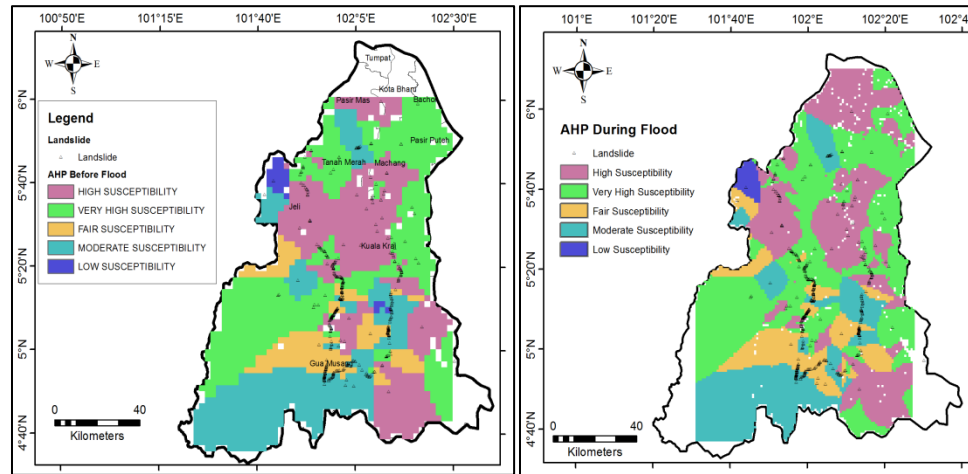 100°50'E 101°15'E 101°40'E 102°5'E 102°30'E
N
W E
S
6°N
5°40'N
5°20'N
5°N
4°40'N
Legend
Landslide
Landslide
AHP Before Flood
HIGH SUSCEPTIBILITY
VERY HIGH SUSCEPTIBILITY
FAIR SUSCEPTIBILITY
MODERATE SUSCEPTIBILITY
LOW SUSCEPTIBILITY
Tumpat
Kota Bharu
Pasir Mas
Bachok
Pasir Puteh
Tanah Merah
Machang
Jeli
Kuala Krai
Gua Musang
0 40
Kilometers
101°E 101°20'E 101°40'E 102°E 102°20'E 102°4
N
W E
S
6°N
5°40'N
5°20'N
5°N
4°40'N
AHP During Flood
Landslide
High Susceptibility
Very High Susceptibility
Fair Susceptibility
Moderate Susceptibility
Low Susceptibility
0 40
Kilometers